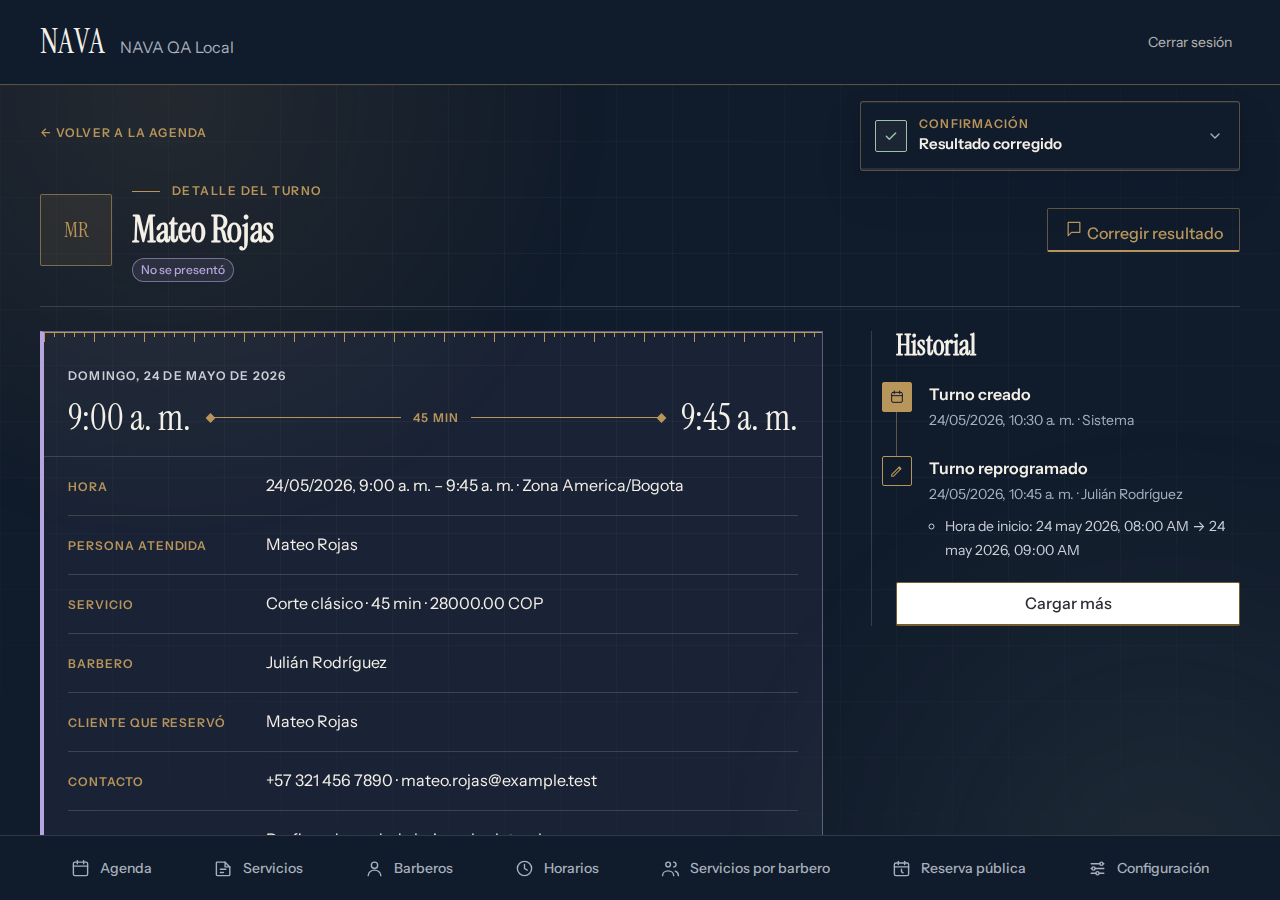 NAVA NAVA QA Local
Cerrar sesión
← VOLVER A LA AGENDA
CONFIRMACIÓN
Resultado corregido
DETALLE DEL TURNO
MR
Mateo Rojas
No se presentó
Corregir resultado
DOMINGO, 24 DE MAYO DE 2026
9:00 a. m. 45 MIN 9:45 a. m.
HORA 24/05/2026, 9:00 a. m. – 9:45 a. m. · Zona America/Bogota
PERSONA ATENDIDA Mateo Rojas
SERVICIO Corte clásico · 45 min · 28000.00 COP
BARBERO Julián Rodríguez
CLIENTE QUE RESERVÓ Mateo Rojas
CONTACTO +57 321 456 7890 · mateo.rojas@example.test
Historial
Turno creado
24/05/2026, 10:30 a. m. · Sistema
Turno reprogramado
24/05/2026, 10:45 a. m. · Julián Rodríguez
Hora de inicio: 24 may 2026, 08:00 AM → 24
may 2026, 09:00 AM
Cargar más
Agenda Servicios Barberos Horarios Servicios por barbero Reserva pública Configuración